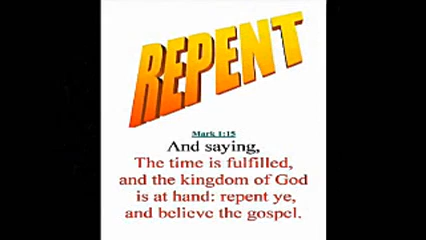 REPENT
Mark 1:15
And saying,
The time is fulfilled,
and the kingdom of God
is at hand: repent ye,
and believe the gospel.